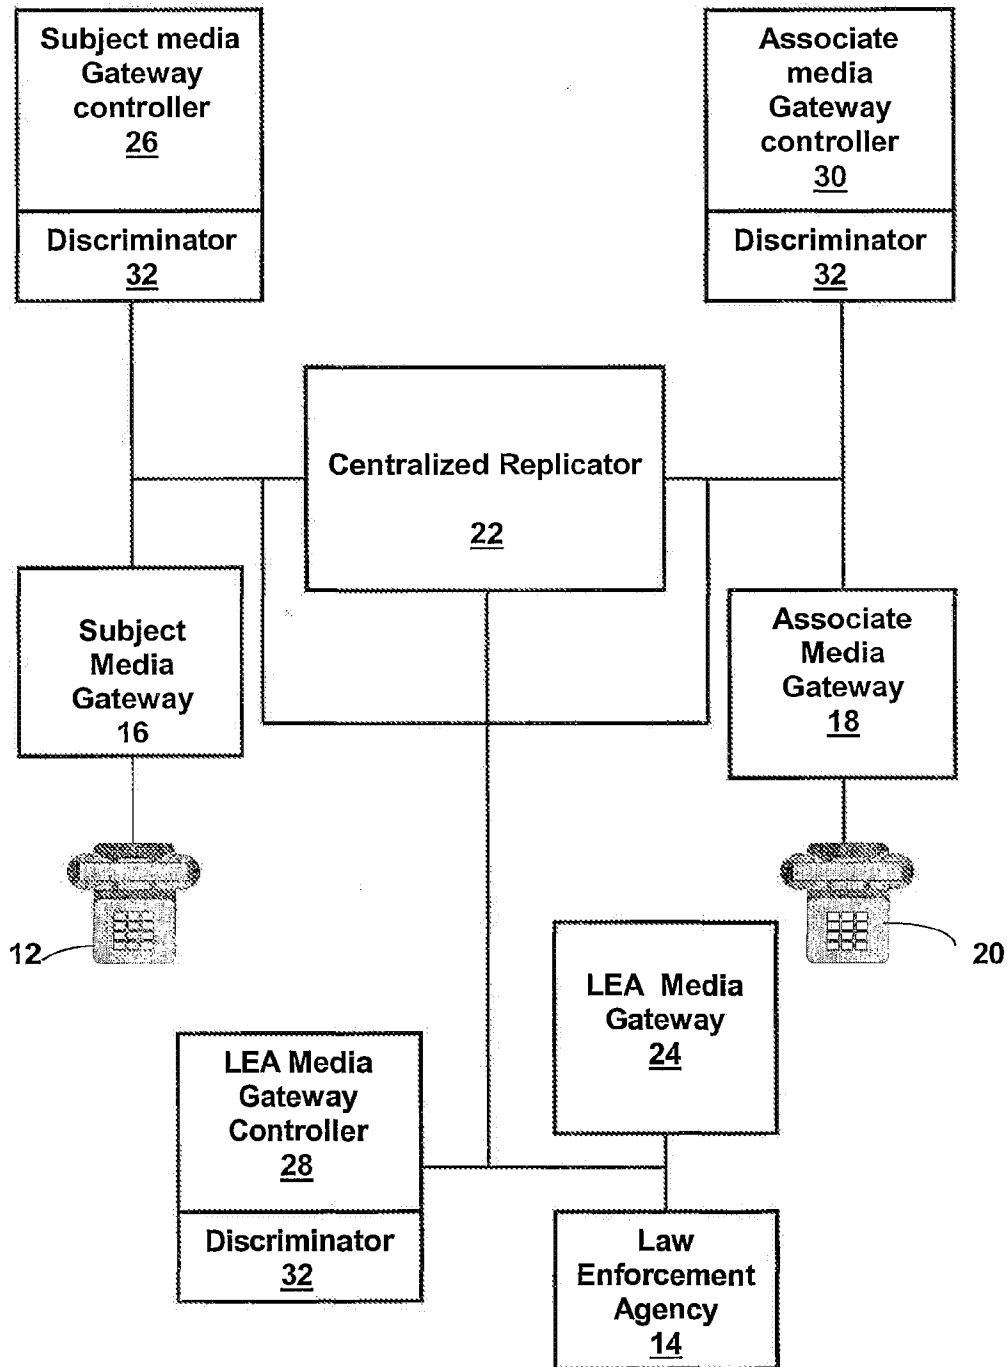 Subject media
Gateway
controller
26
Discriminator
32
Associate
media
Gateway
controller
30
Discriminator
32
Centralized Replicator
22
Subject
Media
Gateway
16
Associate
Media
Gateway
18
12
20
LEA Media
Gateway
24
LEA Media
Gateway
Controller
28
Discriminator
32
Law
Enforcement
Agency
14